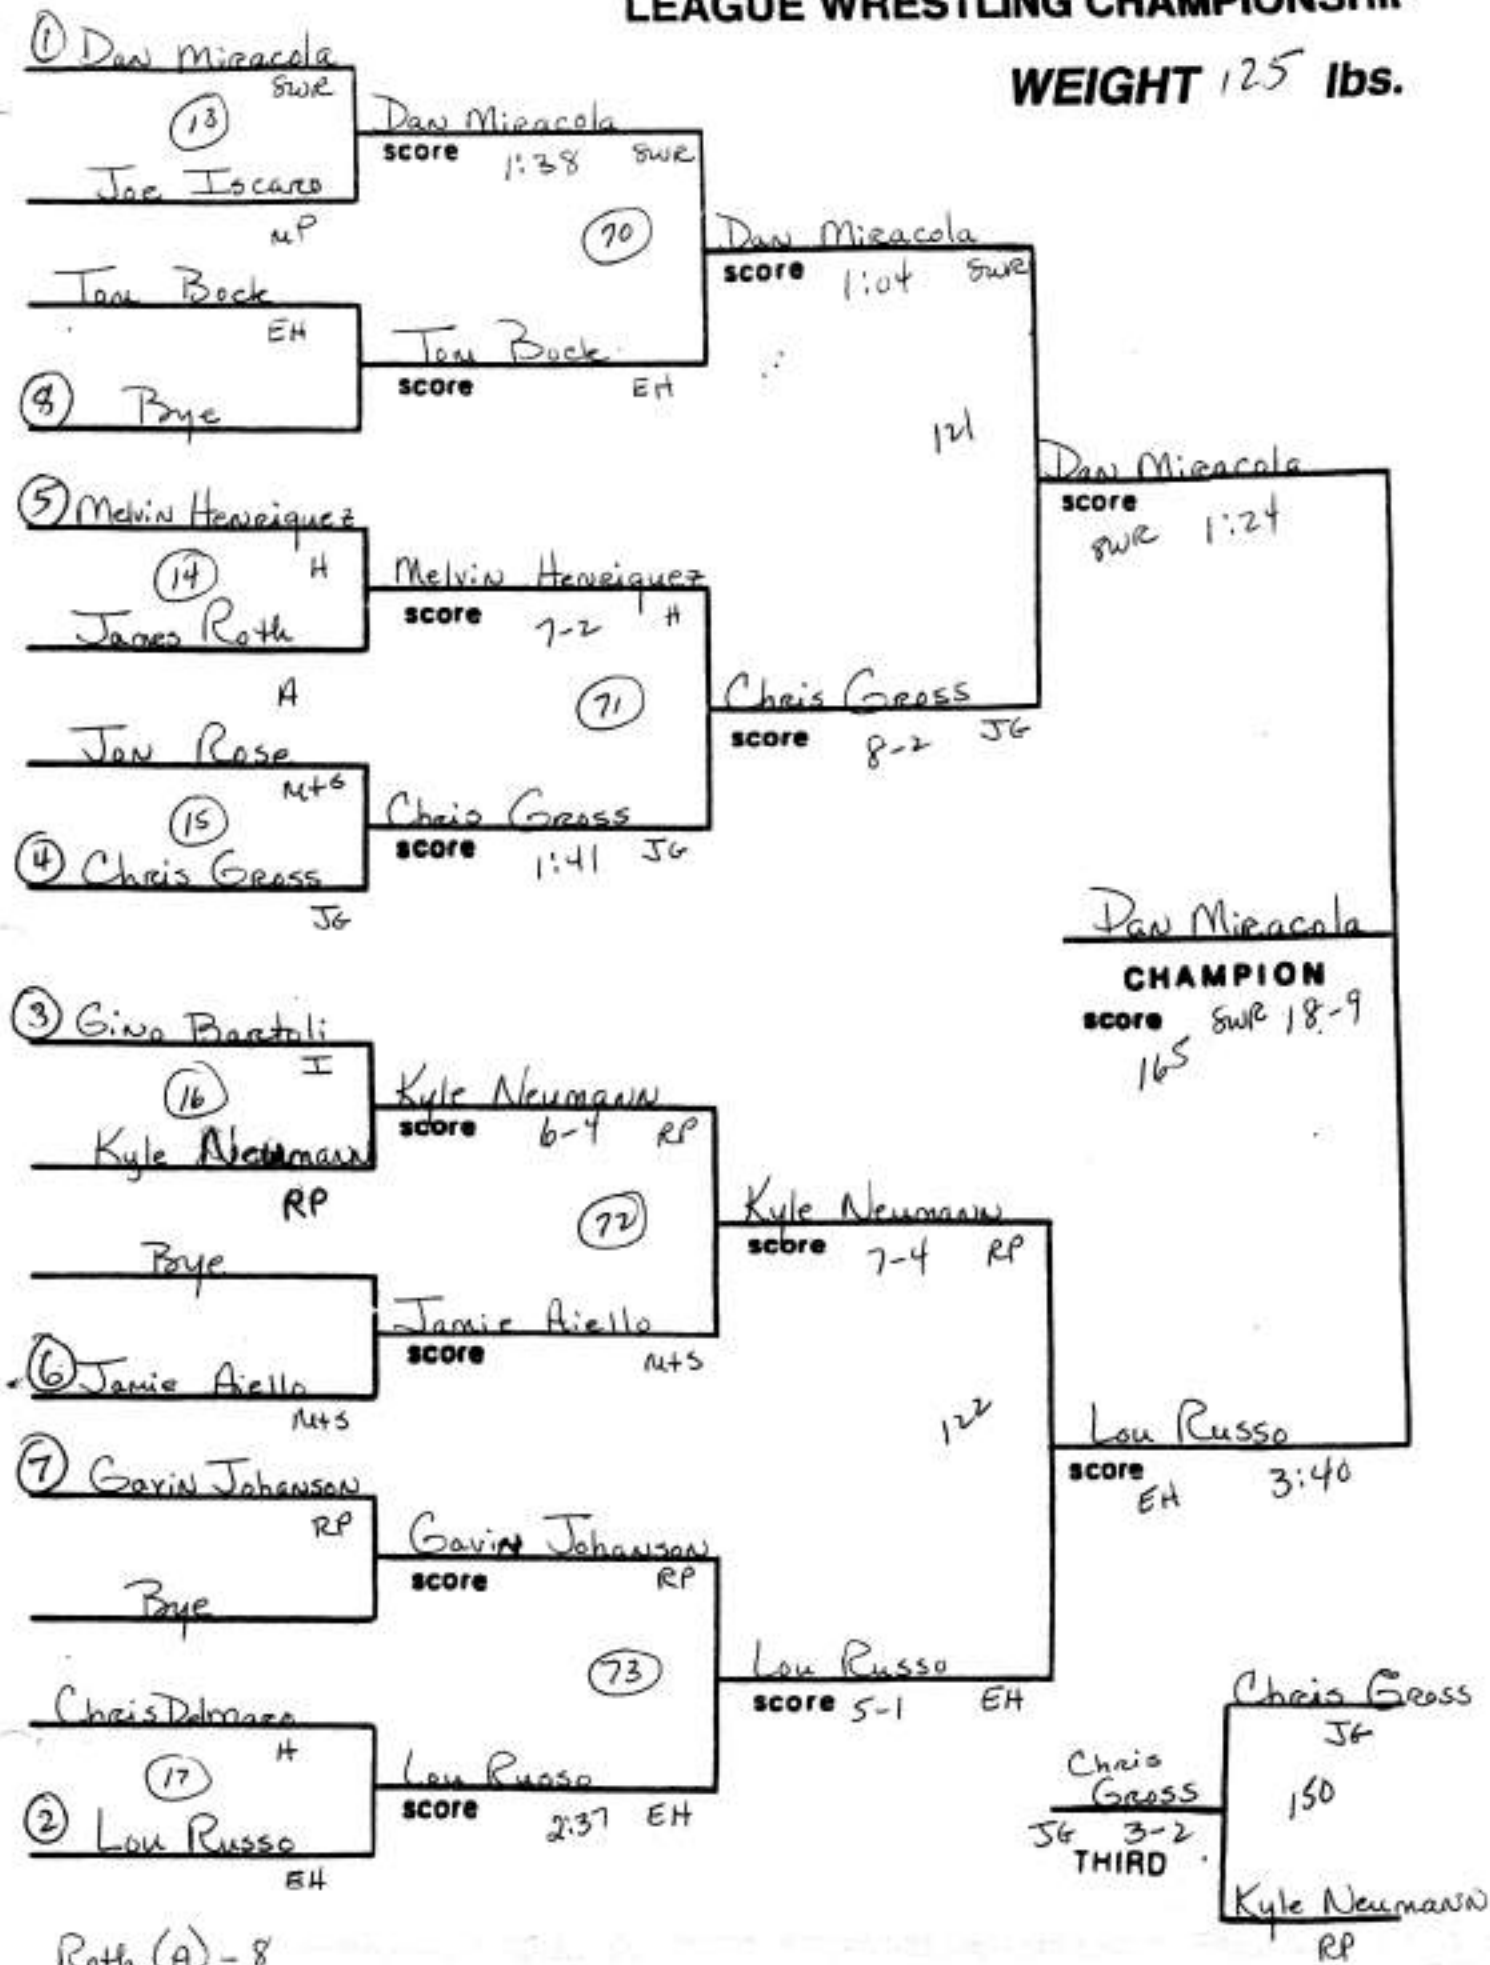 LEAGUE WRESTLING CHAMPIONSHIP
WEIGHT 125 lbs.
1 Dan Miracola
SWR
13
Joe Iscaro
MP
Tom Bock
EH
8 Bye
5 Melvin Henriquez
H
14
James Roth
A
Jon Rose
M+S
15
4 Chris Gross
JG
3 Gino Bartoli
I
16
Kyle Neumann
RP
Bye
6 Jamie Aiello
M+S
7 Gavin Johanson
RP
Bye
Chris Delmaro
H
17
2 Lou Russo
EH
Roth (A) - 8
Dan Miracola
score 1:38 SWR
70
Tom Bock
score EH
Melvin Henriquez
score 7-2 H
71
Chris Gross
score 1:41 JG
Kyle Neumann
score 6-4 RP
72
Jamie Aiello
score M+S
Gavin Johanson
score RP
73
Lou Russo
score 2:37 EH
Dan Miracola
score 1:04 SWR
121
Chris Gross
score 8-2 JG
Kyle Neumann
score 7-4 RP
122
Lou Russo
score 5-1 EH
Dan Miracola
score
SWR 1:24
Dan Miracola
CHAMPION
score SWR 18-9
165
Lou Russo
score EH 3:40
Chris Gross
JG
150
Kyle Neumann
RP
Chris
Gross
JG 3-2
THIRD